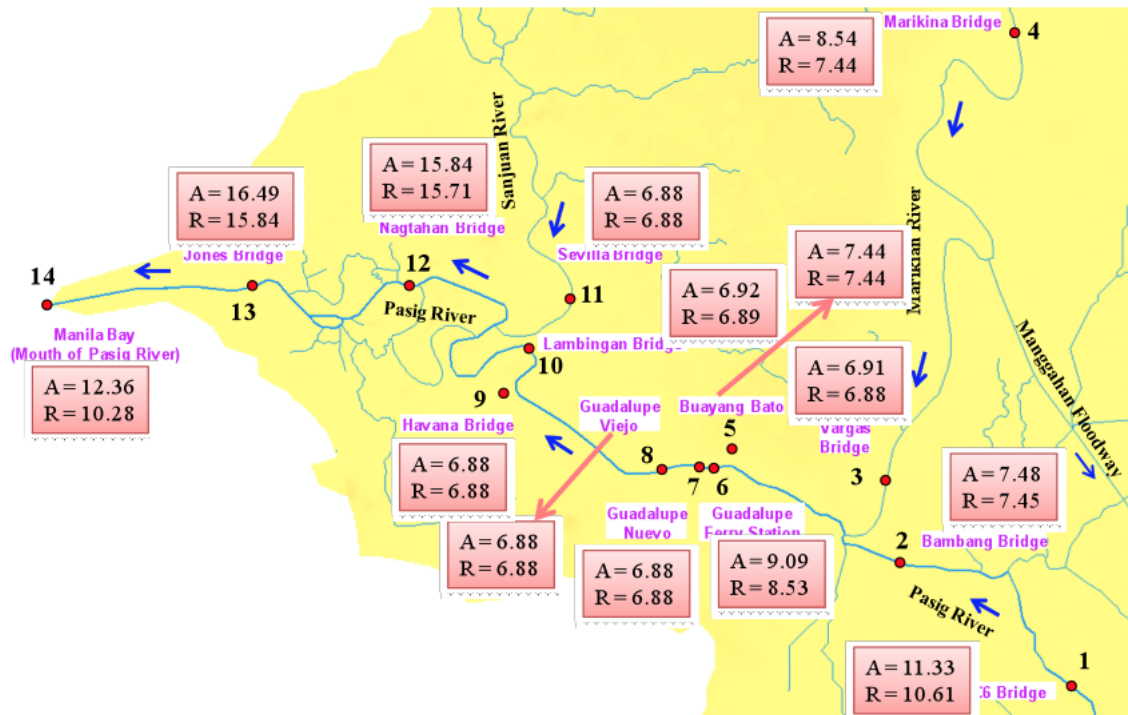 Marikina Bridge
4
A = 8.54
R = 7.44
Sanjuan River
A = 15.84
R = 15.71
Nagtahan Bridge
A = 16.49
R = 15.84
Jones Bridge
A = 6.88
R = 6.88
Sevilla Bridge
A = 7.44
R = 7.44
Marikian River
14
13
12
11
Pasig River
A = 6.92
R = 6.89
Manila Bay
(Mouth of Pasig River)
A = 12.36
R = 10.28
Lambingan Bridge
10
9
Manggahan Floodway
A = 6.91
R = 6.88
Vargas
Bridge
Havana Bridge
Guadalupe
Viejo
Buayang Bato
5
8
7
6
3
A = 6.88
R = 6.88
A = 7.48
R = 7.45
Bambang Bridge
2
Guadalupe
Nuevo
Guadalupe
Ferry Station
A = 6.88
R = 6.88
A = 6.88
R = 6.88
A = 9.09
R = 8.53
Pasig River
A = 11.33
R = 10.61
C6 Bridge
1